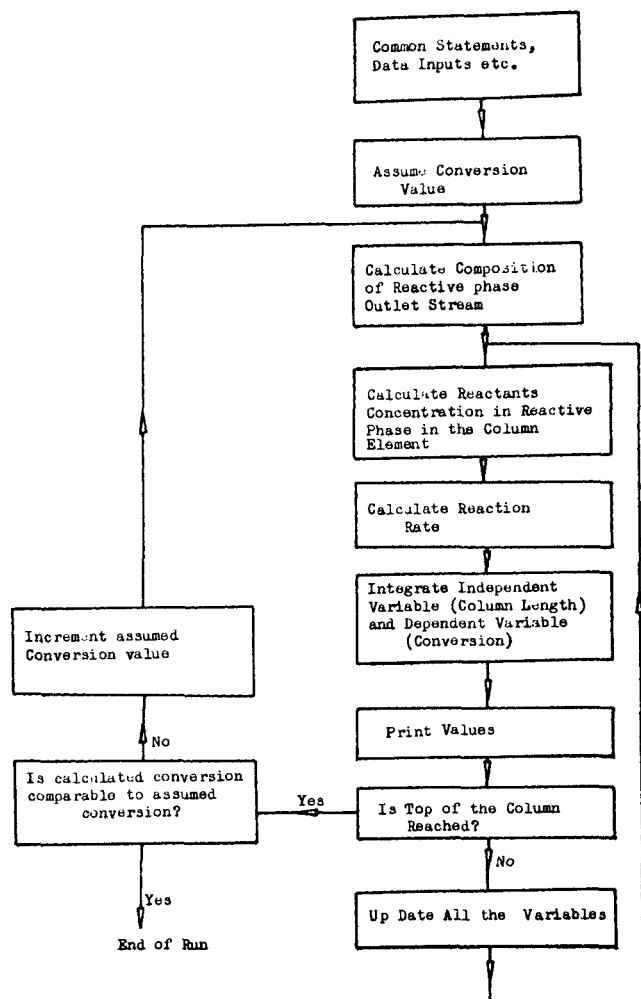 Common Statements,
Data Inputs etc.
Assume Conversion
Value
Calculate Composition
of Reactive phase
Outlet Stream
Calculate Reactants
Concentration in Reactive
Phase in the Column
Element
Calculate Reaction
Rate
Integrate Independent
Variable (Column Length)
and Dependent Variable
(Conversion)
Increment assumed
Conversion value
Print Values
No
Is calculated conversion
comparable to assumed
conversion?
Yes
Is Top of the Column
Reached?
No
Yes
Up Date All the Variables
End of Run